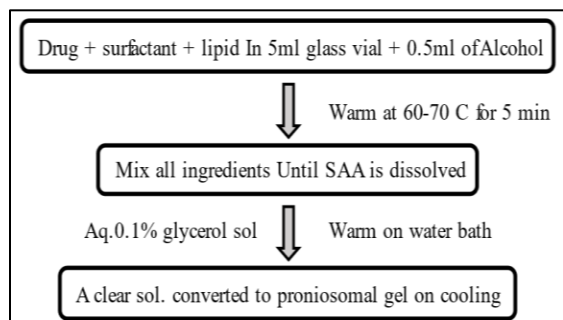 Drug + surfactant + lipid In 5ml glass vial + 0.5ml of Alcohol
Warm at 60-70 C for 5 min
Mix all ingredients Until SAA is dissolved
Aq.0.1% glycerol sol Warm on water bath
A clear sol. converted to proniosomal gel on cooling